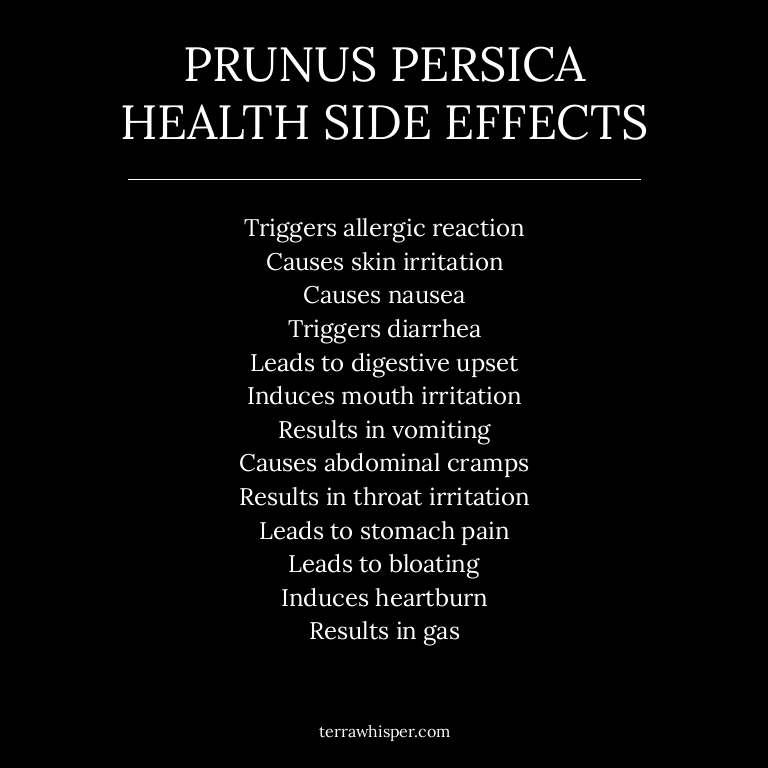 PRUNUS PERSICA
HEALTH SIDE EFFECTS
Triggers allergic reaction
Causes skin irritation
Causes nausea
Triggers diarrhea
Leads to digestive upset
Induces mouth irritation
Results in vomiting
Causes abdominal cramps
Results in throat irritation
Leads to stomach pain
Leads to bloating
Induces heartburn
Results in gas
terrawhisper.com